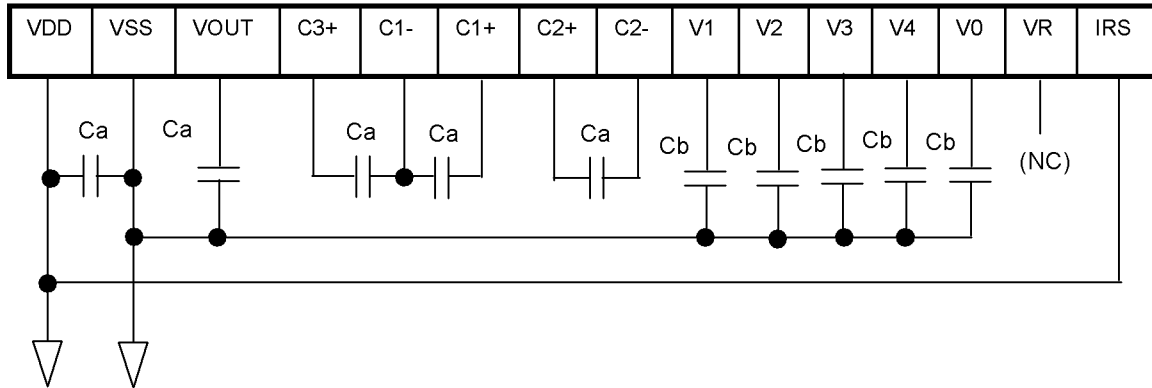 VDD VSS VOUT C3+ C1- C1+ C2+ C2- V1 V2 V3 V4 V0 VR IRS
Ca Ca Ca Ca Ca Cb Cb Cb Cb Cb
(NC)